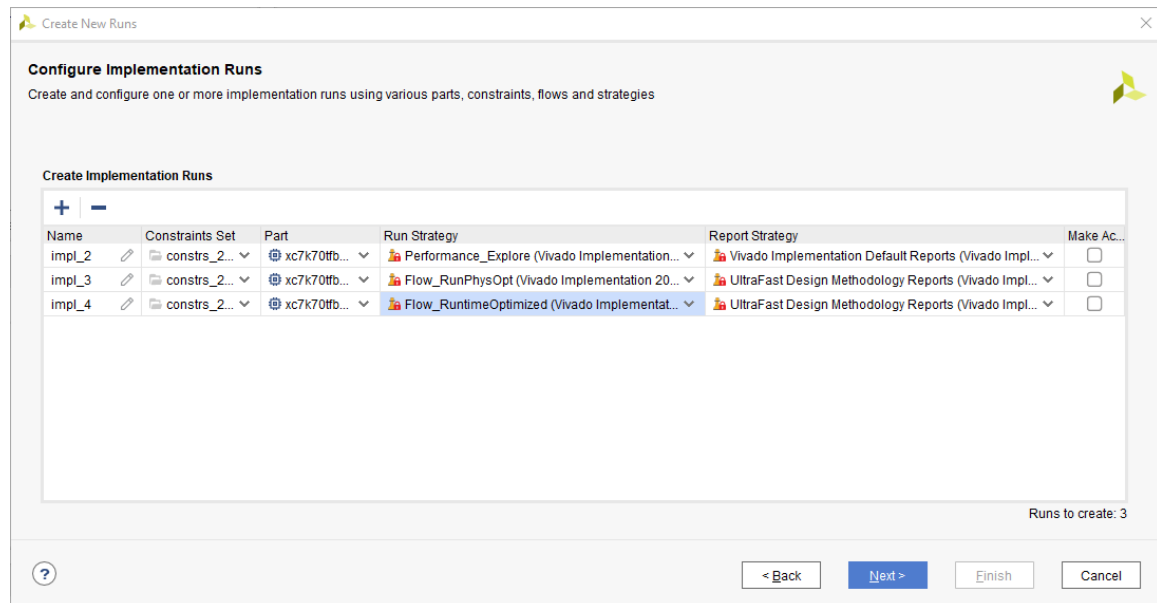 Create New Runs
Configure Implementation Runs
Create and configure one or more implementation runs using various parts, constraints, flows and strategies
Create Implementation Runs
Name Constraints Set Part Run Strategy Report Strategy Make Ac...
impl_2 constrs_2... xc7k70tfb... Performance_Explore (Vivado Implementation... Vivado Implementation Default Reports (Vivado Impl...
impl_3 constrs_2... xc7k70tfb... Flow_RunPhysOpt (Vivado Implementation 20... UltraFast Design Methodology Reports (Vivado Impl...
impl_4 constrs_2... xc7k70tfb... Flow_RuntimeOptimized (Vivado Implementat... UltraFast Design Methodology Reports (Vivado Impl...
Runs to create: 3
? < Back Next > Finish Cancel